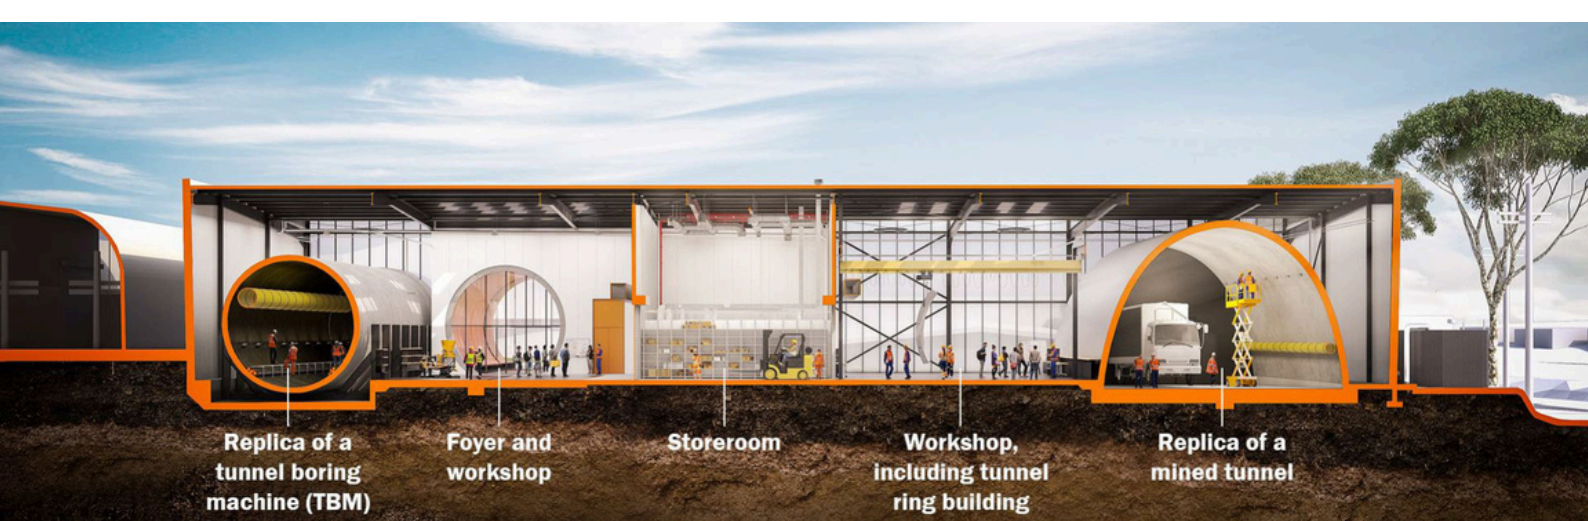 Replica of a
tunnel boring
machine (TBM)
Foyer and
workshop
Storeroom
Workshop,
including tunnel
ring building
Replica of a
mined tunnel